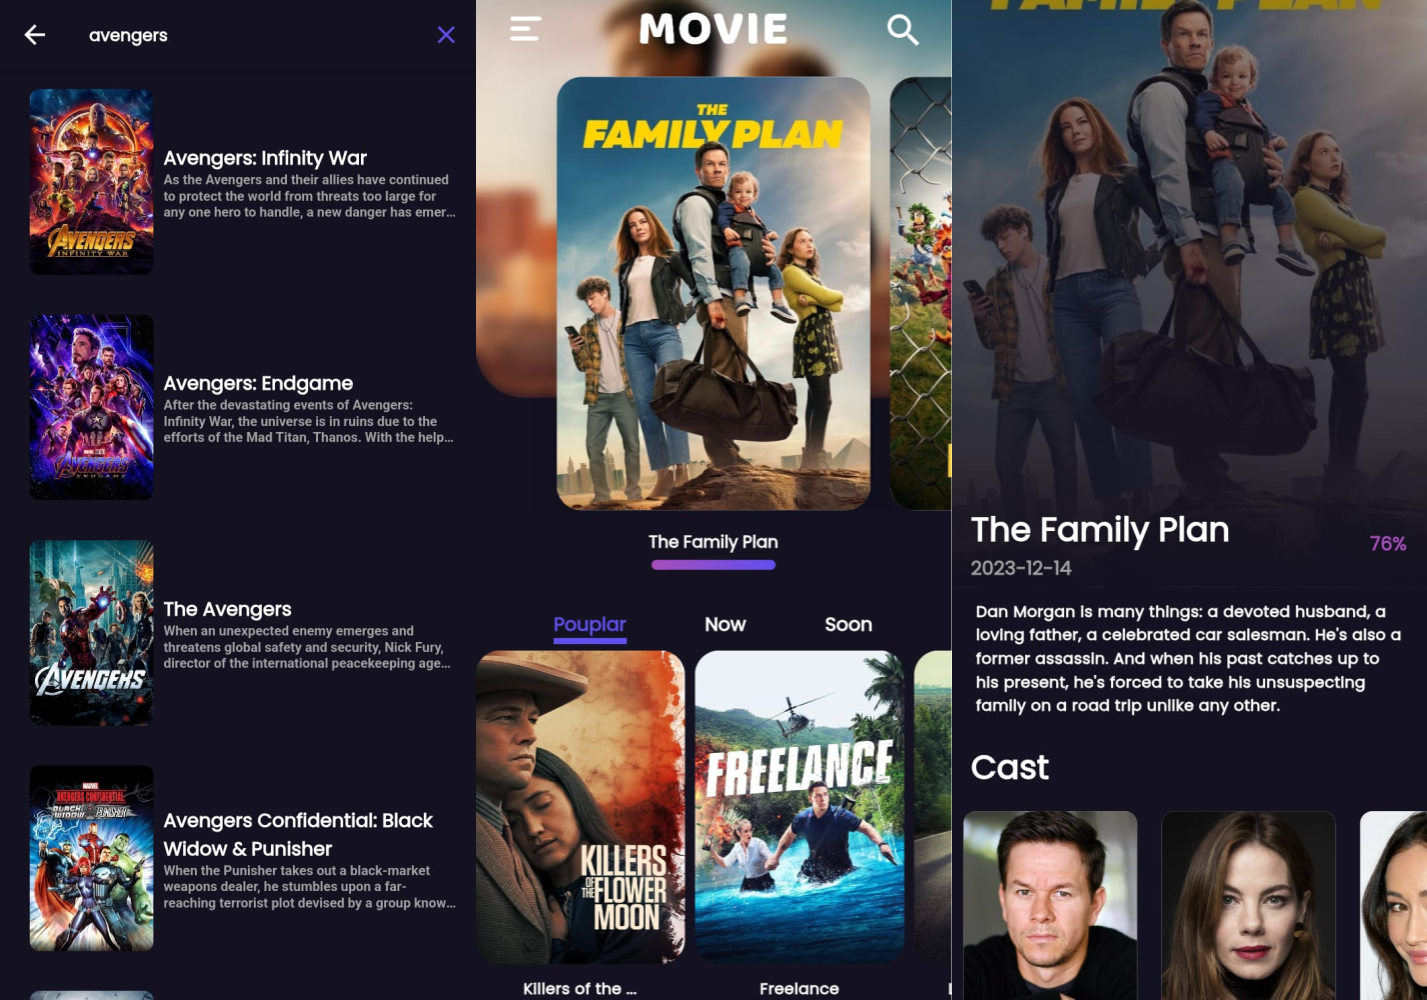 avengers
Avengers: Infinity War
As the Avengers and their allies have continued
to protect the world from threats too large for
any one hero to handle, a new danger has emer...
AVENGERS
INFINITY WAR
Avengers: Endgame
After the devastating events of Avengers:
Infinity War, the universe is in ruins due to the
efforts of the Mad Titan, Thanos. With the help...
AVENGERS
ENDGAME
The Avengers
When an unexpected enemy emerges and
threatens global safety and security, Nick Fury,
director of the international peacekeeping age...
AVENGERS
MARVEL
AVENGERS CONFIDENTIAL:
BLACK WIDOW & PUNISHER
Avengers Confidential: Black
Widow & Punisher
When the Punisher takes out a black-market
weapons dealer, he stumbles upon a far-
reaching terrorist plot devised by a group know...
MOVIE
THE
FAMILY PLAN
The Family Plan
Pouplar Now Soon
KILLERS
OF THE FLOWER
MOON
FREELANCE
Killers of the ...
Freelance
FAMILY PLAN
The Family Plan
76%
2023-12-14
Dan Morgan is many things: a devoted husband, a
loving father, a celebrated car salesman. He's also a
former assassin. And when his past catches up to
his present, he's forced to take his unsuspecting
family on a road trip unlike any other.
Cast